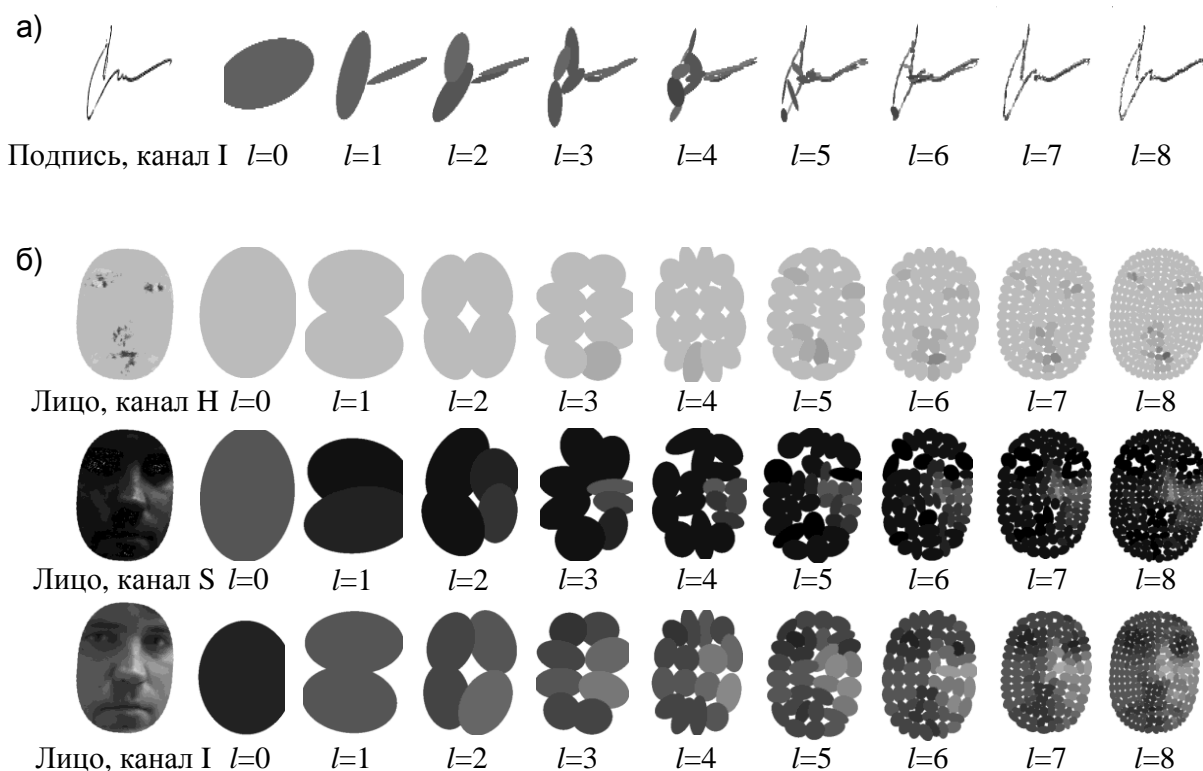 а)
Подпись, канал I l=0 l=1 l=2 l=3 l=4 l=5 l=6 l=7 l=8
б)
Лицо, канал H l=0 l=1 l=2 l=3 l=4 l=5 l=6 l=7 l=8
Лицо, канал S l=0 l=1 l=2 l=3 l=4 l=5 l=6 l=7 l=8
Лицо, канал I l=0 l=1 l=2 l=3 l=4 l=5 l=6 l=7 l=8